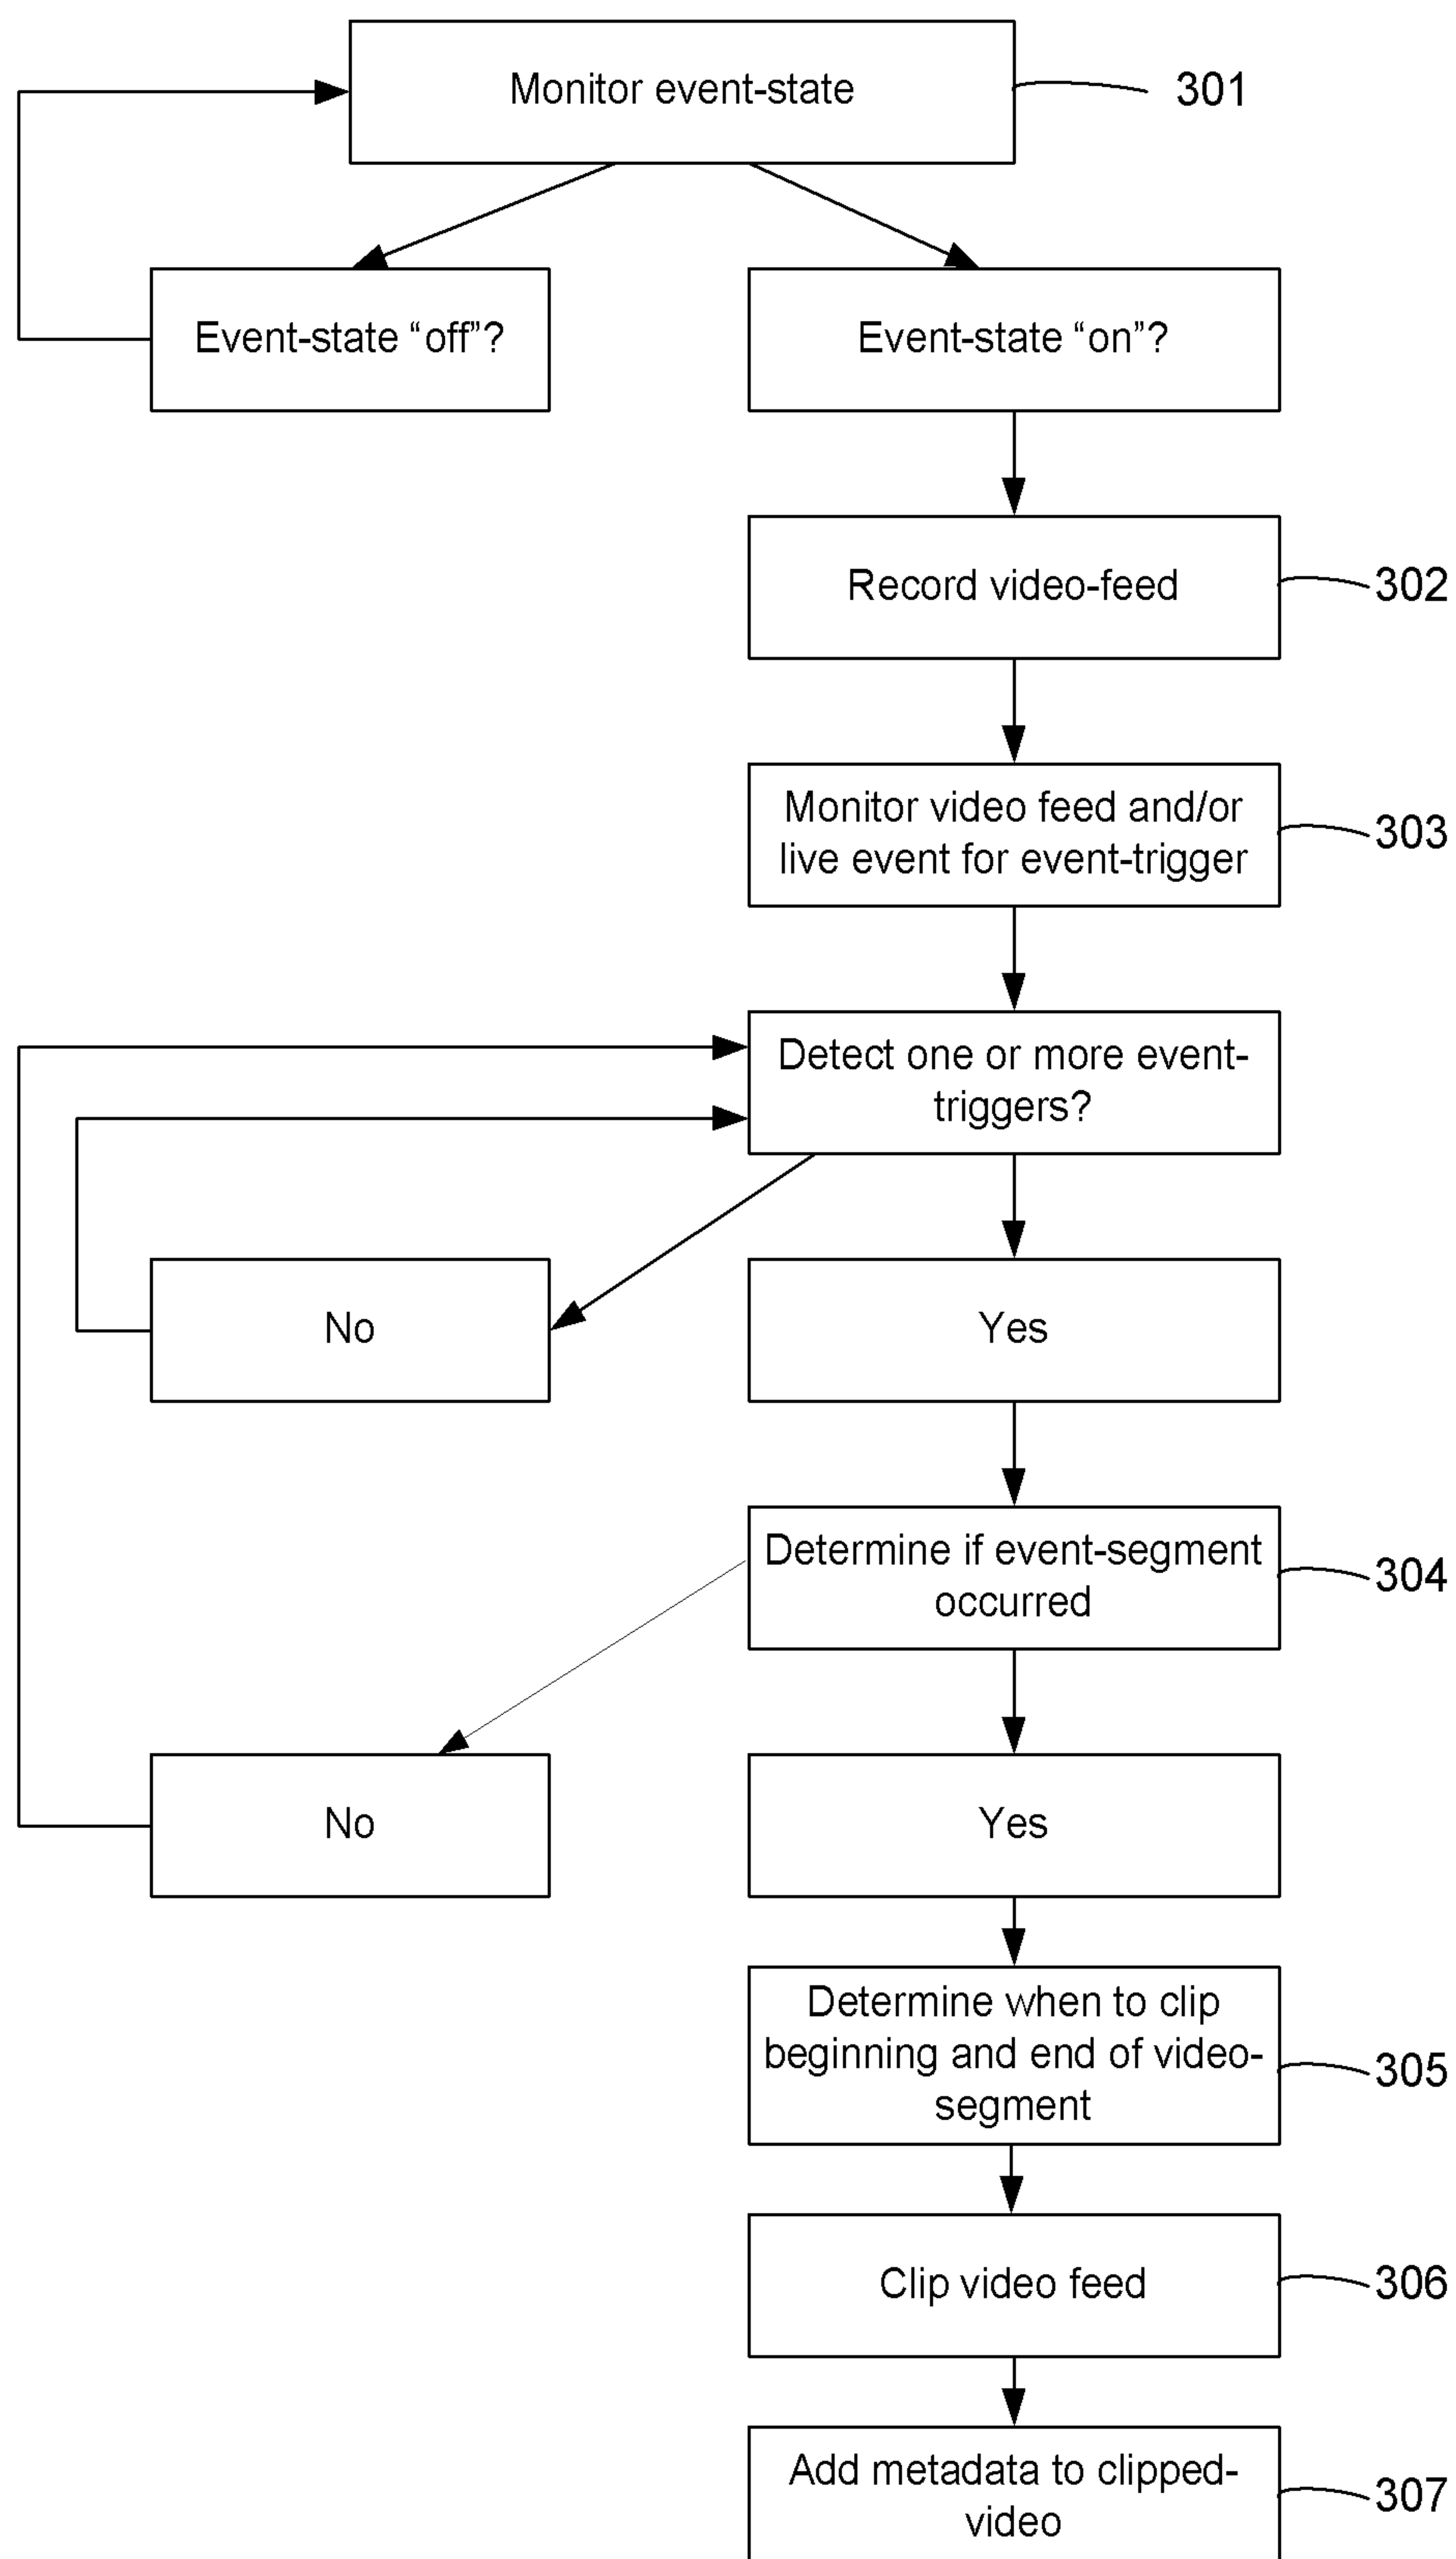 Monitor event-state
301
Event-state “off”?
Event-state “on”?
Record video-feed
302
Monitor video feed and/or
live event for event-trigger
303
Detect one or more event-
triggers?
No
Yes
Determine if event-segment
occurred
304
No
Yes
Determine when to clip
beginning and end of video-
segment
305
Clip video feed
306
Add metadata to clipped-
video
307